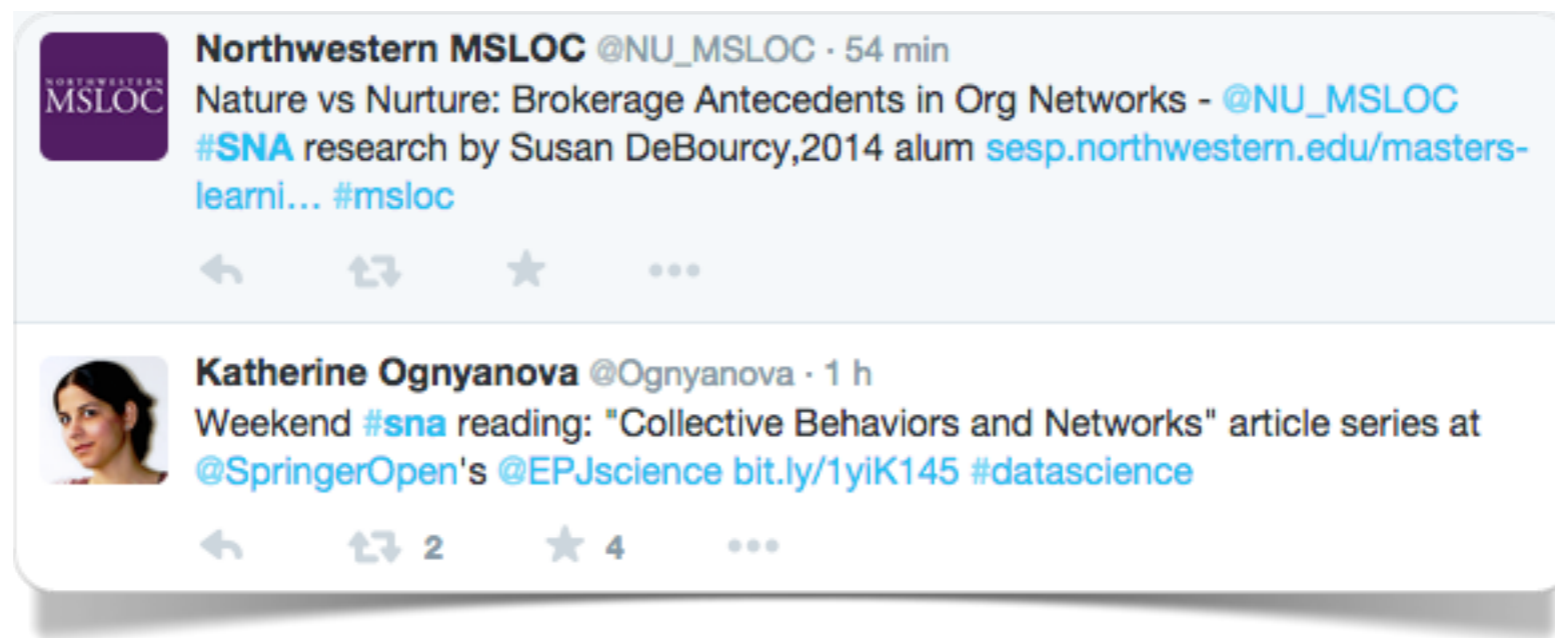 NORTHWESTERN
MSLOC
Northwestern MSLOC @NU_MSLOC · 54 min
Nature vs Nurture: Brokerage Antecedents in Org Networks - @NU_MSLOC
#SNA research by Susan DeBourcy,2014 alum sesp.northwestern.edu/masters-
learni... #msloc
Katherine Ognyanova @Ognyanova · 1 h
Weekend #sna reading: "Collective Behaviors and Networks" article series at
@SpringerOpen's @EPJscience bit.ly/1yiK145 #datascience
2 4